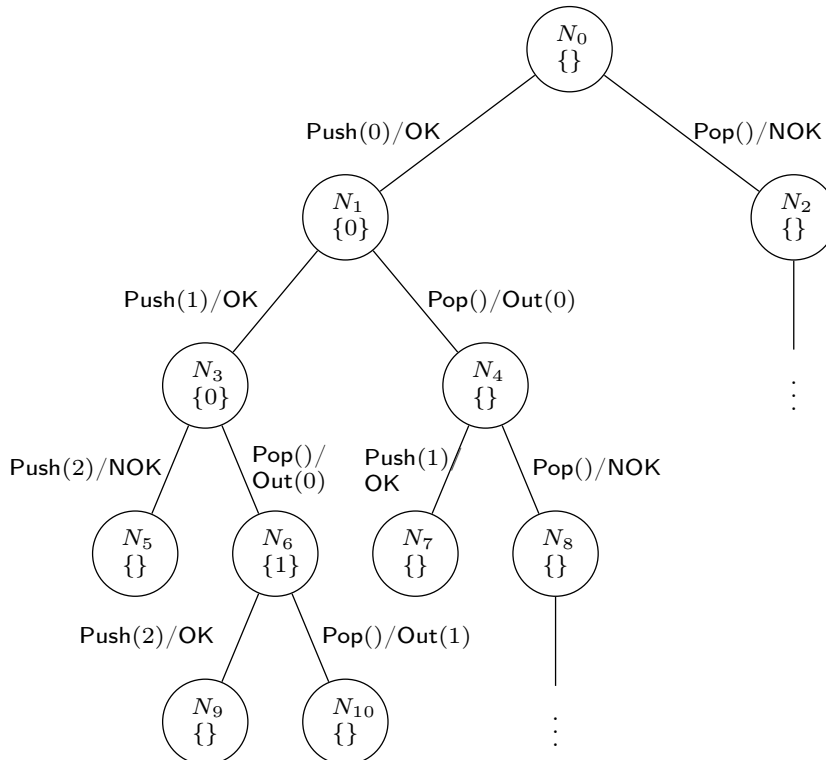 N0
{}
Push(0)/OK
Pop()/NOK
N1
{0}
N2
{}
Push(1)/OK
Pop()/Out(0)
N3
{0}
N4
{}
⋮
Push(2)/NOK
Pop()/
Out(0)
Push(1)/
OK
Pop()/NOK
N5
{}
N6
{1}
N7
{}
N8
{}
Push(2)/OK
Pop()/Out(1)
N9
{}
N10
{}
⋮